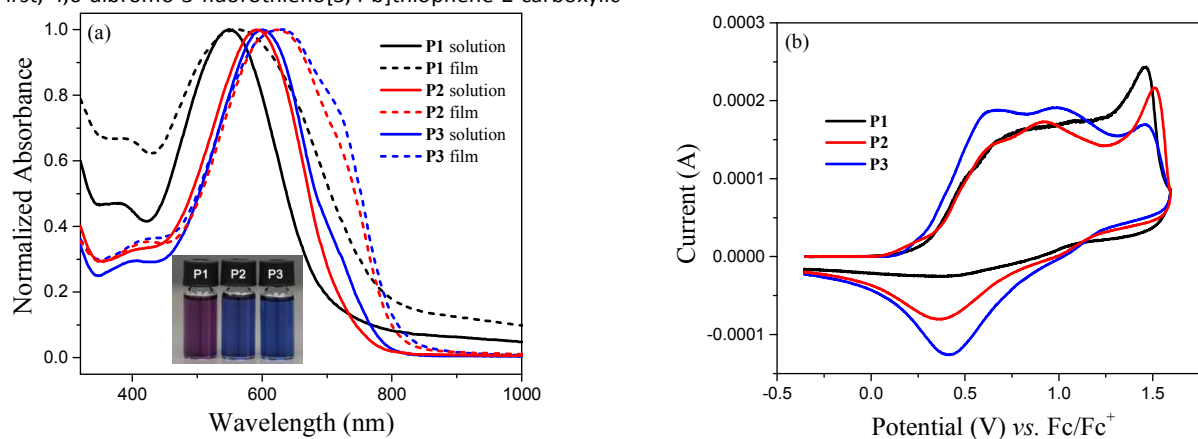 4,6-dibromo-3-fluorothieno[3,4-b]thiophene-2-carboxylic
(a)
P1 solution
P1 film
P2 solution
P2 film
P3 solution
P3 film
Normalized Absorbance
1.0
0.8
0.6
0.4
0.2
0.0
P1 P2 P3
400 600 800 1000
Wavelength (nm)
(b)
P1
P2
P3
Current (A)
0.0003
0.0002
0.0001
0.0000
-0.0001
-0.5 0.0 0.5 1.0 1.5
Potential (V) vs. Fc/Fc⁺